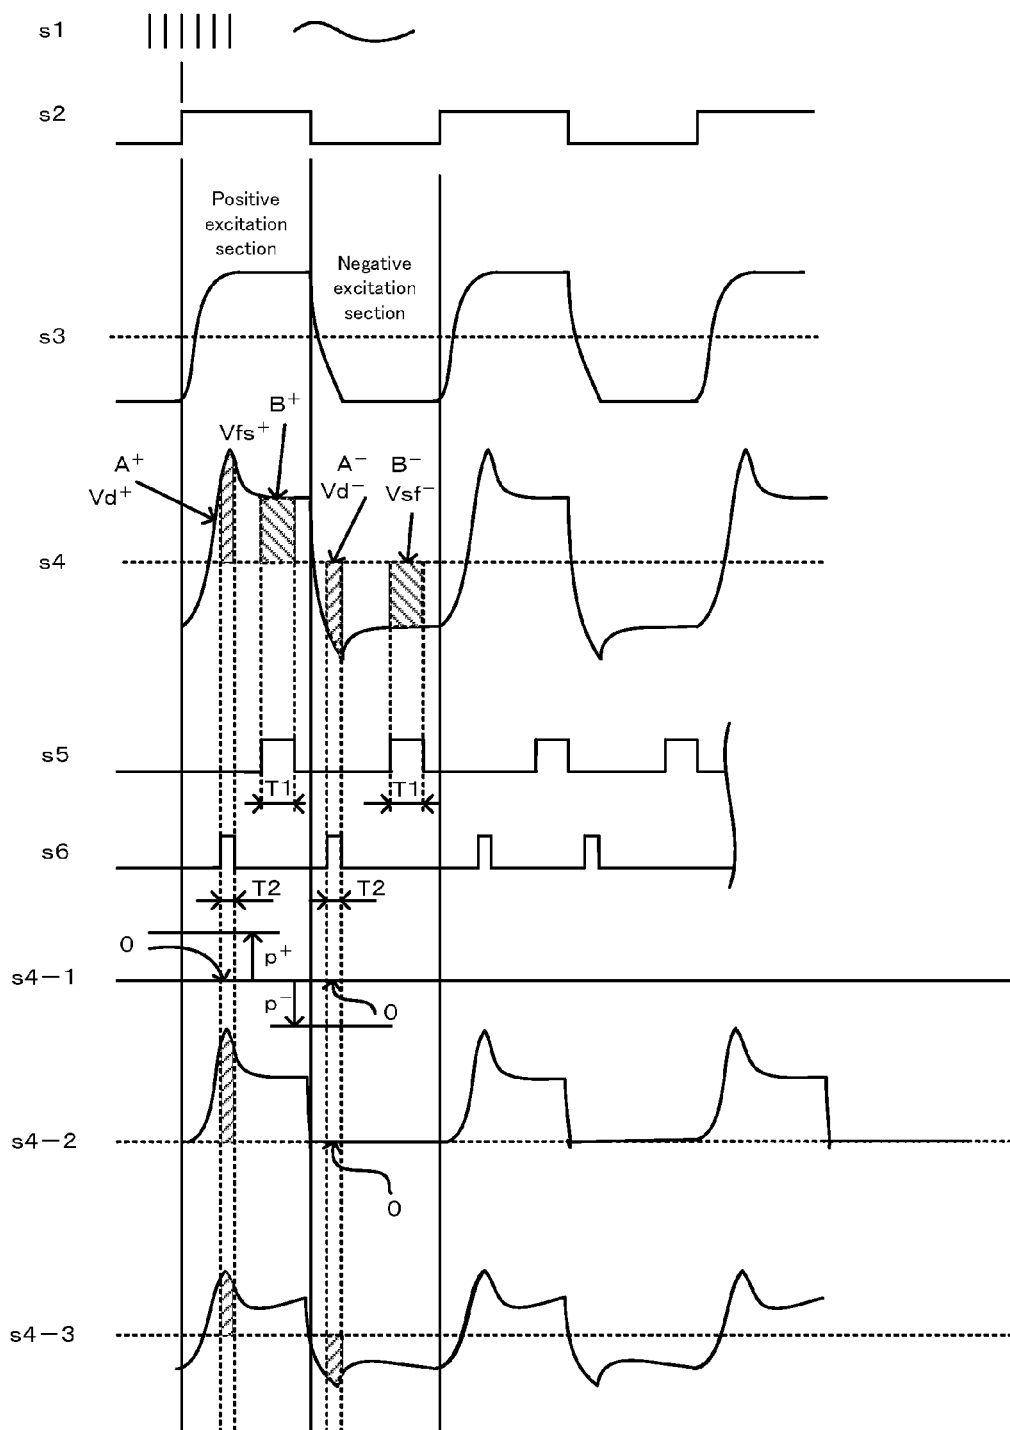 s1
s2
Positive
excitation
section
Negative
excitation
section
s3
B+
Vfs+
A+
Vd+
A−
Vd−
B−
Vsf−
s4
s5
T1
T1
s6
T2
T2
0
p+
s4−1
p−
0
s4−2
0
s4−3